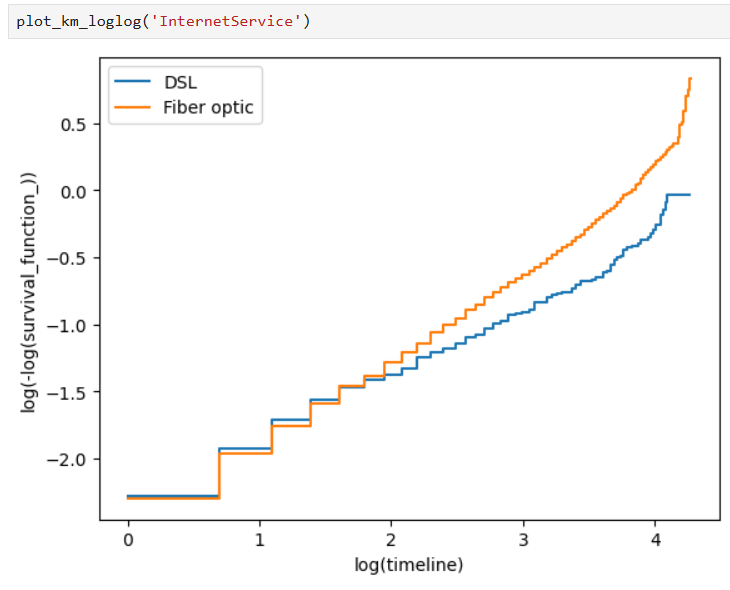 plot_km_loglog('InternetService')
DSL
Fiber optic
0.5
0.0
−0.5
−1.0
−1.5
−2.0
log(-log(survival_function_))
0 1 2 3 4
log(timeline)